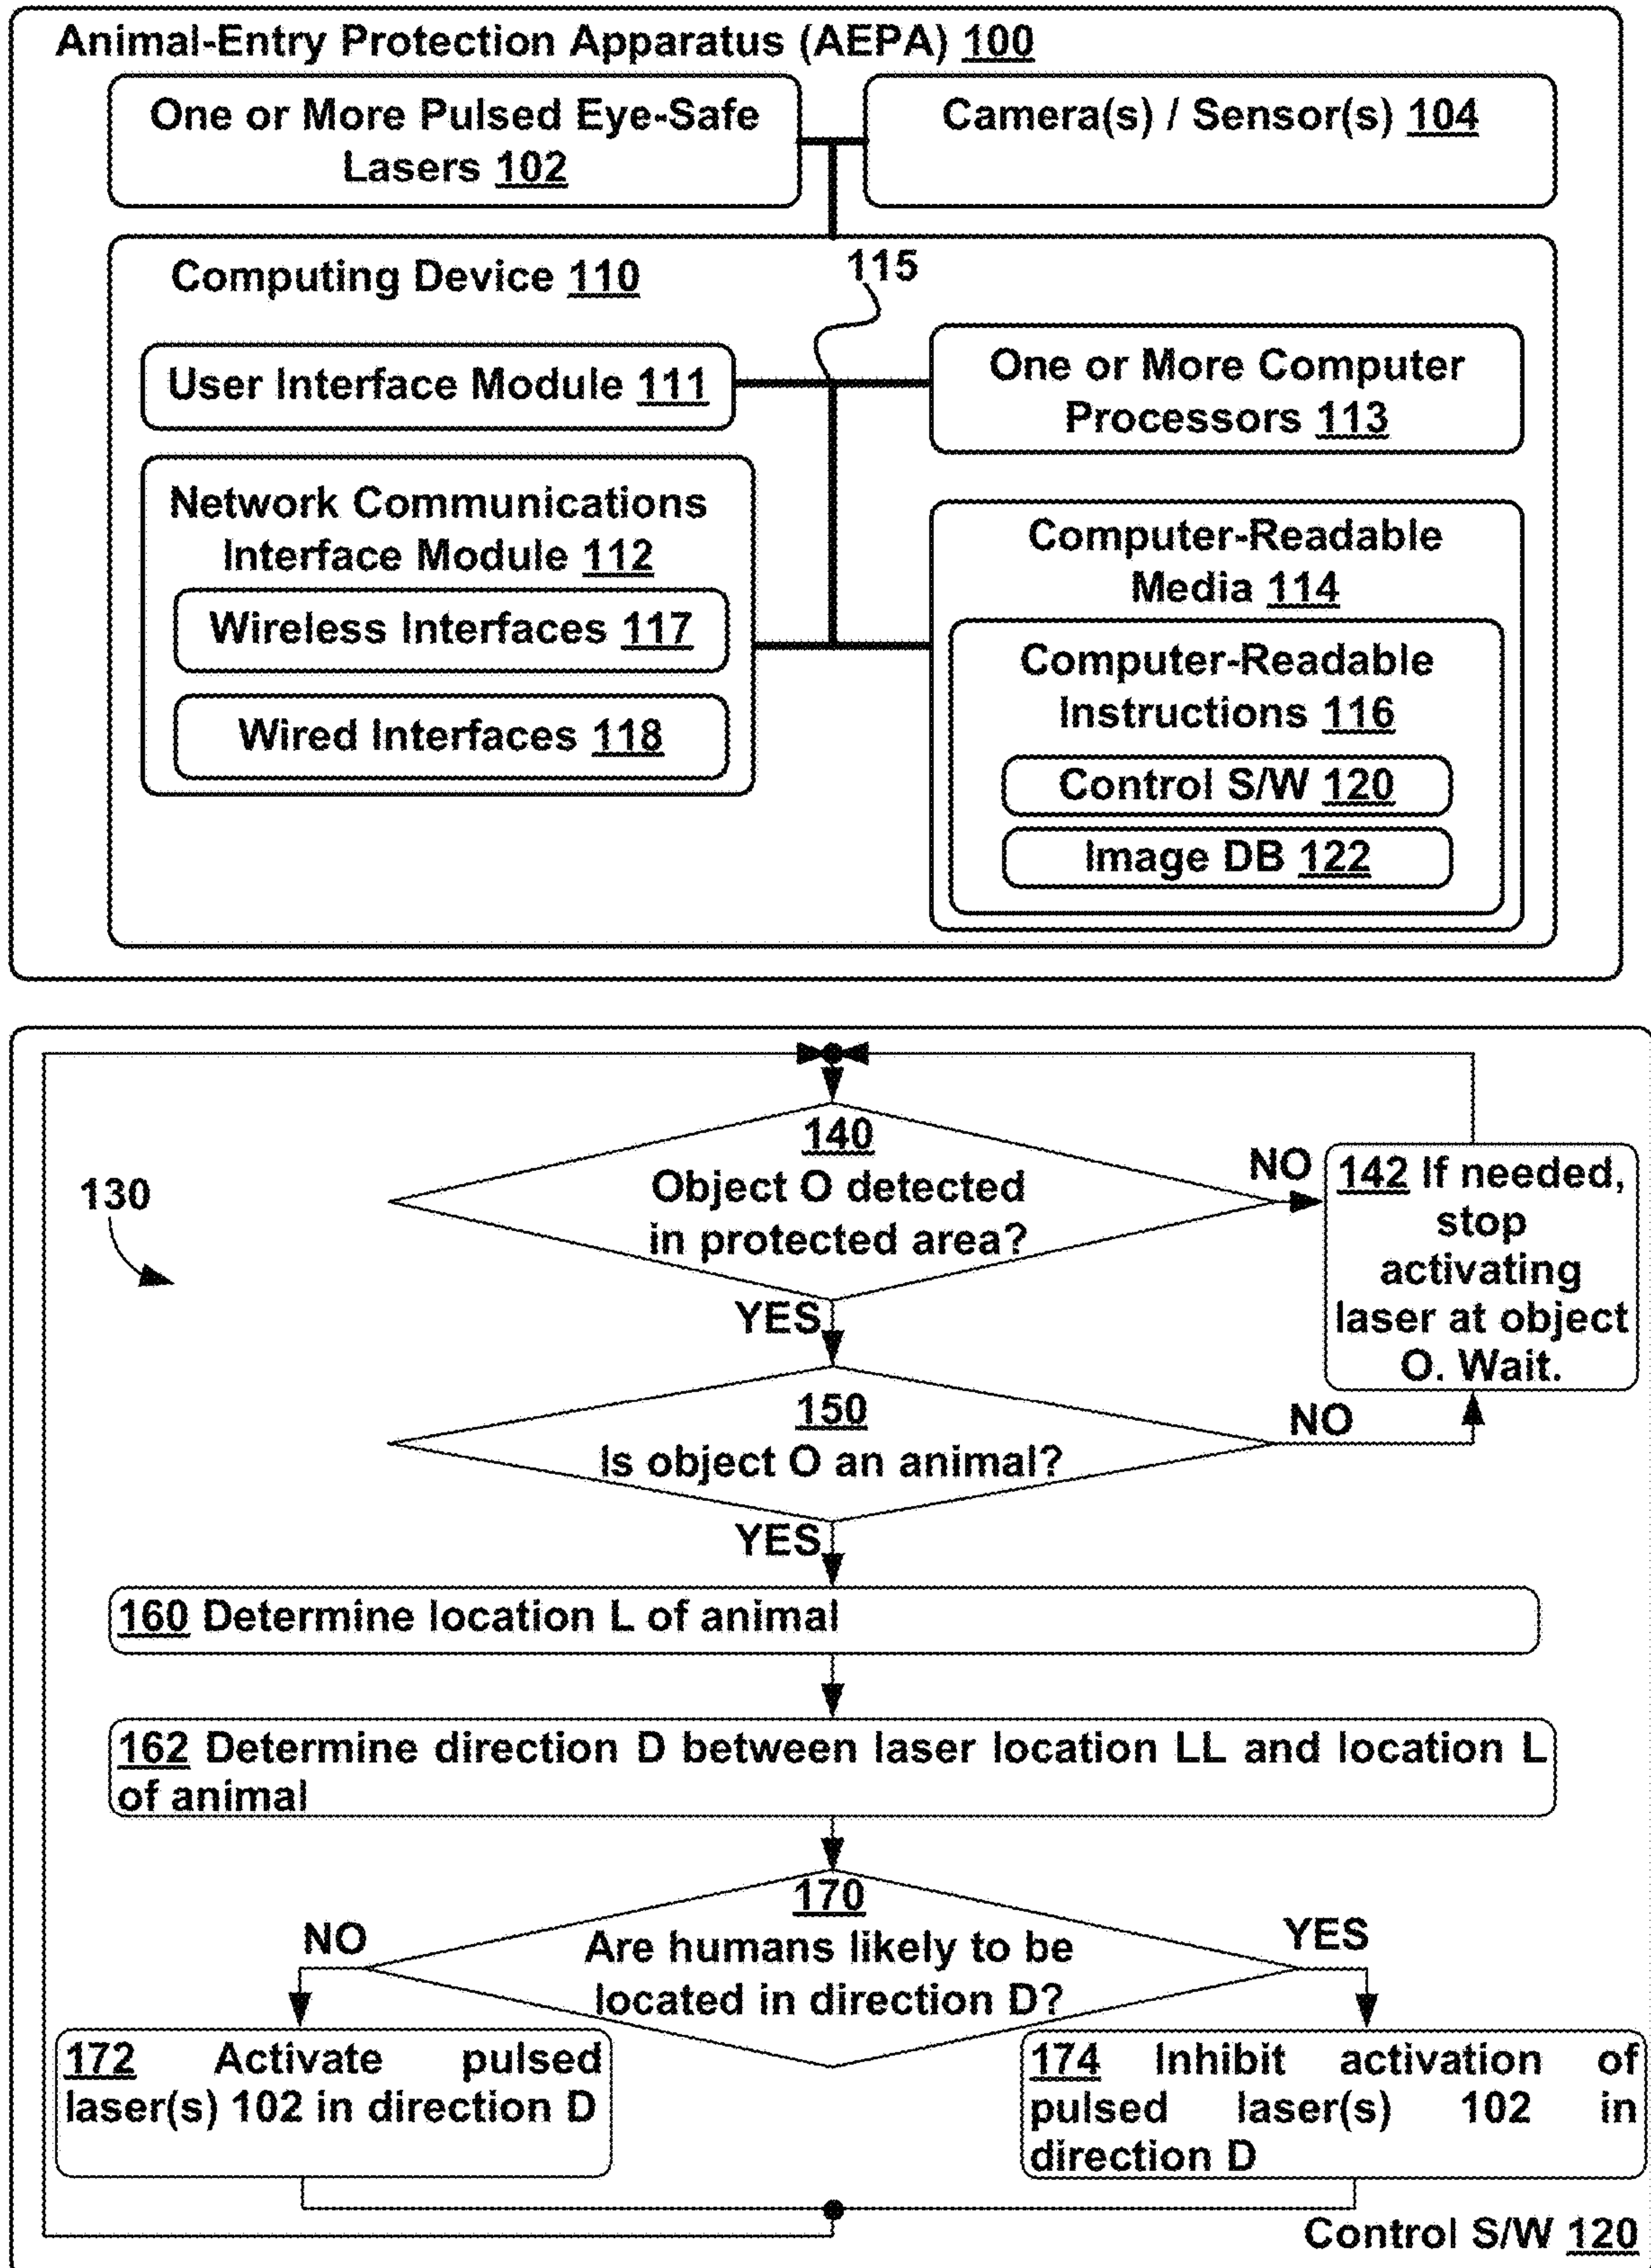 Animal-Entry Protection Apparatus (AEPA) 100
One or More Pulsed Eye-Safe
Lasers 102
Camera(s) / Sensor(s) 104
Computing Device 110
115
User Interface Module 111
One or More Computer
Processors 113
Network Communications
Interface Module 112
Wireless Interfaces 117
Wired Interfaces 118
Computer-Readable
Media 114
Computer-Readable
Instructions 116
Control S/W 120
Image DB 122
130
140
Object O detected
in protected area?
NO
142 If needed,
stop
activating
laser at object
O. Wait.
YES
150
Is object O an animal?
NO
YES
160 Determine location L of animal
162 Determine direction D between laser location LL and location L
of animal
170
Are humans likely to be
located in direction D?
NO
YES
172 Activate pulsed
laser(s) 102 in direction D
174 Inhibit activation of
pulsed laser(s) 102 in
direction D
Control S/W 120